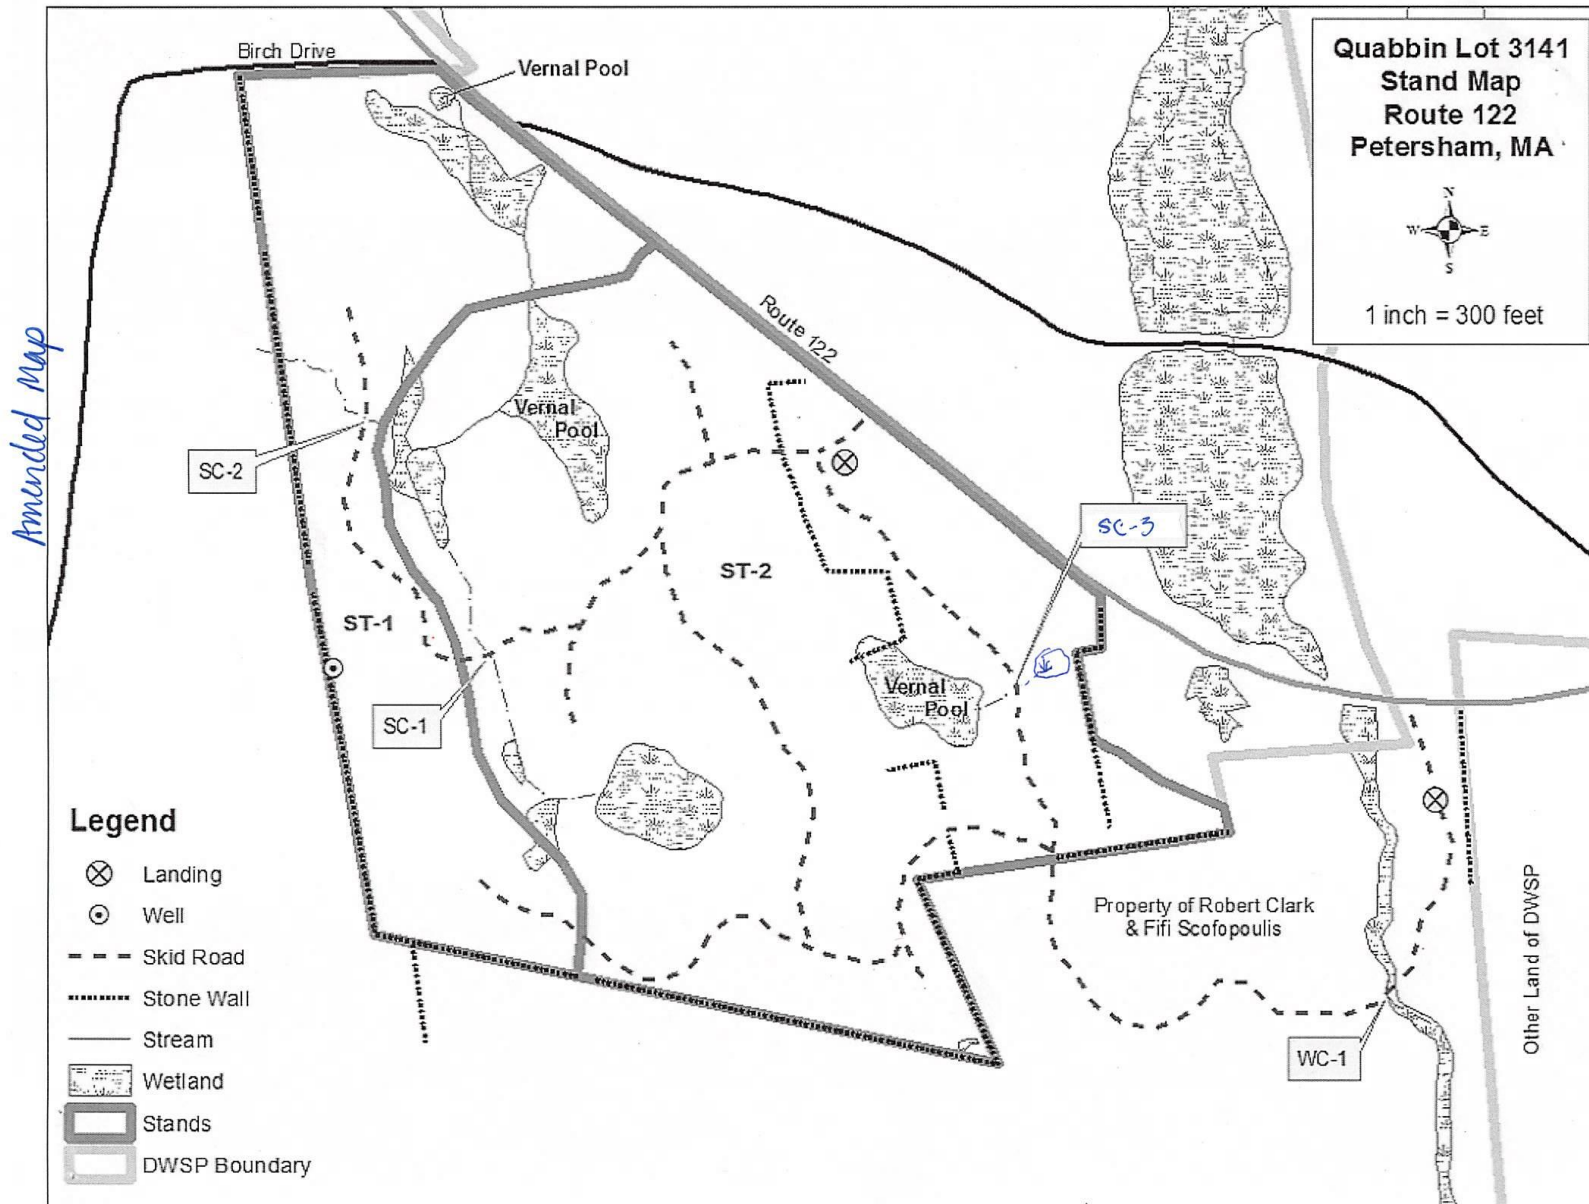 Birch Drive
Vernal Pool
Quabbin Lot 3141
Stand Map
Route 122
Petersham, MA
N
W
E
S
1 inch = 300 feet
Amended Map
Route 122
Vernal
Pool
SC-2
SC-3
ST-2
ST-1
Vernal
Pool
SC-1
Legend
Landing
Well
Skid Road
Stone Wall
Stream
Wetland
Stands
DWSP Boundary
Property of Robert Clark
& Fifi Scofopoulis
Other Land of DWSP
WC-1